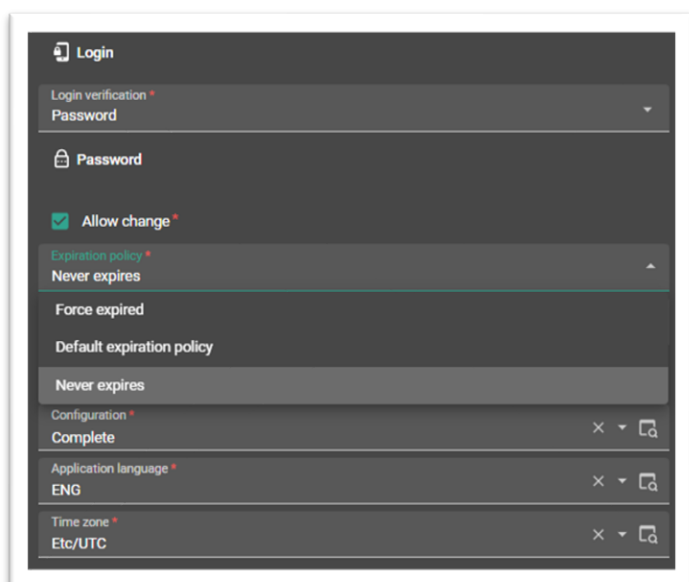 Login
Login verification *
Password
Password
Allow change *
Expiration policy *
Never expires
Force expired
Default expiration policy
Never expires
Configuration *
Complete
Application language *
ENG
Time zone *
Etc/UTC